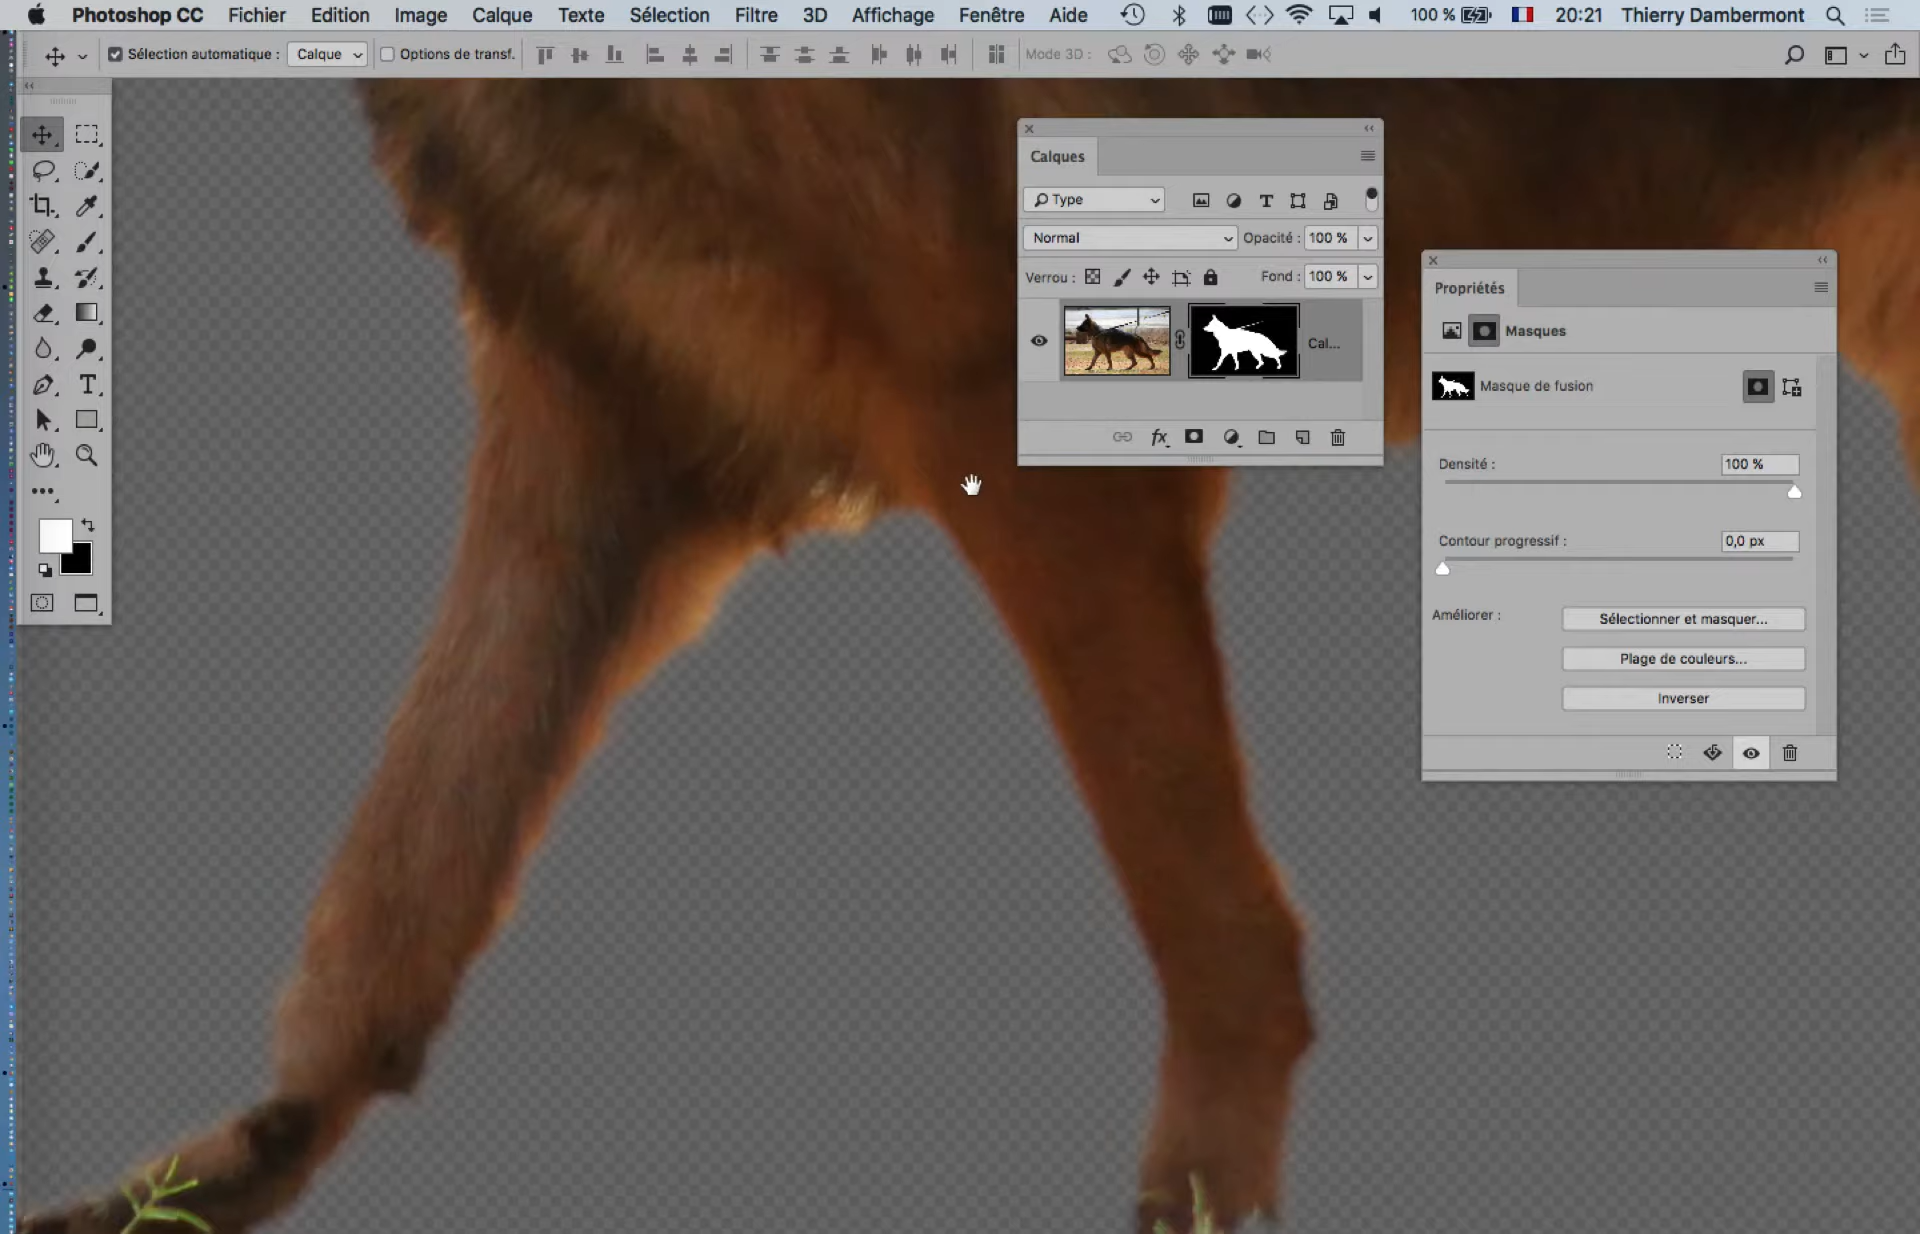 Photoshop CC Fichier Edition Image Calque Texte Sélection Filtre 3D Affichage Fenêtre Aide 100 % 20:21 Thierry Dambermont
Sélection automatique : Calque Options de transf. Mode 3D :
Calques
Type
Normal Opacité : 100 %
Verrou : Fond : 100 %
Cal...
fx
Propriétés
Masques
Masque de fusion
Densité : 100 %
Contour progressif : 0,0 px
Améliorer : Sélectionner et masquer...
Plage de couleurs...
Inverser